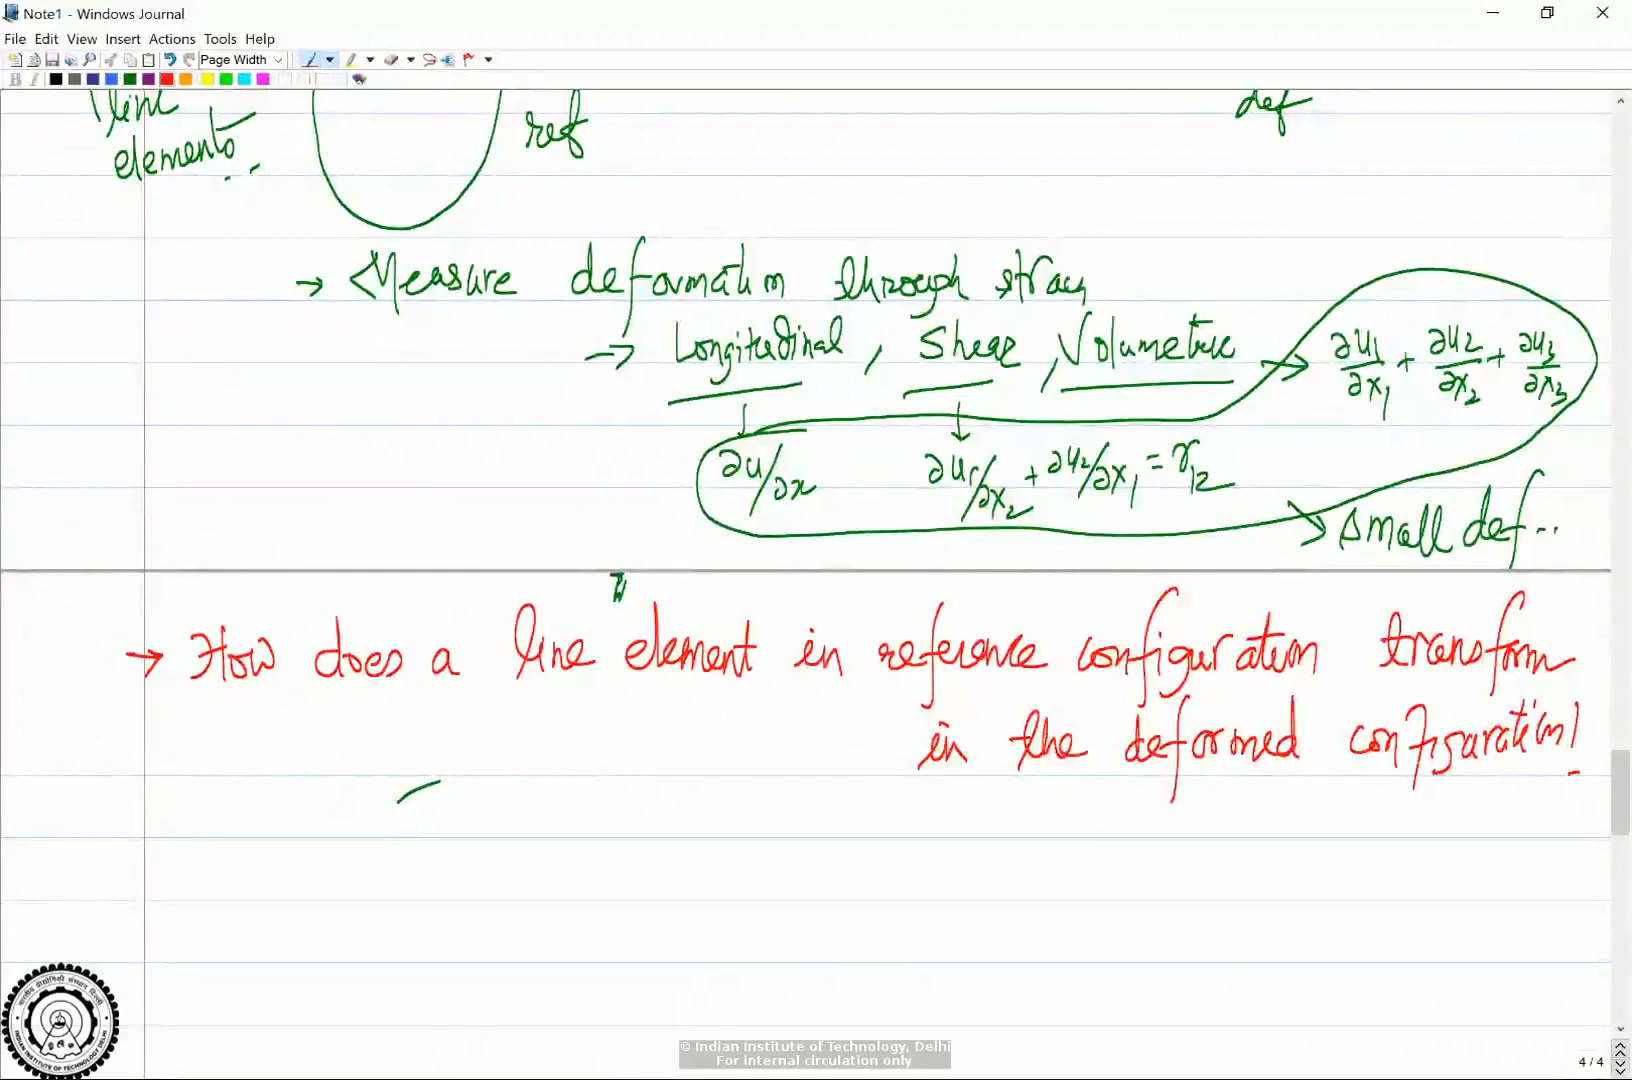 Note1 - Windows Journal
File Edit View Insert Actions Tools Help
Page Width
line
elements.
ref
def
→ Measure deformation through strain
→ Longitudinal, Shear, Volumetric → ∂u1/∂x1 + ∂u2/∂x2 + ∂u3/∂x3
∂u/∂x ∂u1/∂x2 + ∂u2/∂x1 = γ12
→ small def..
→ How does a line element in reference configuration transform
in the deformed configuration?
© Indian Institute of Technology, Delhi
For internal circulation only
4 / 4